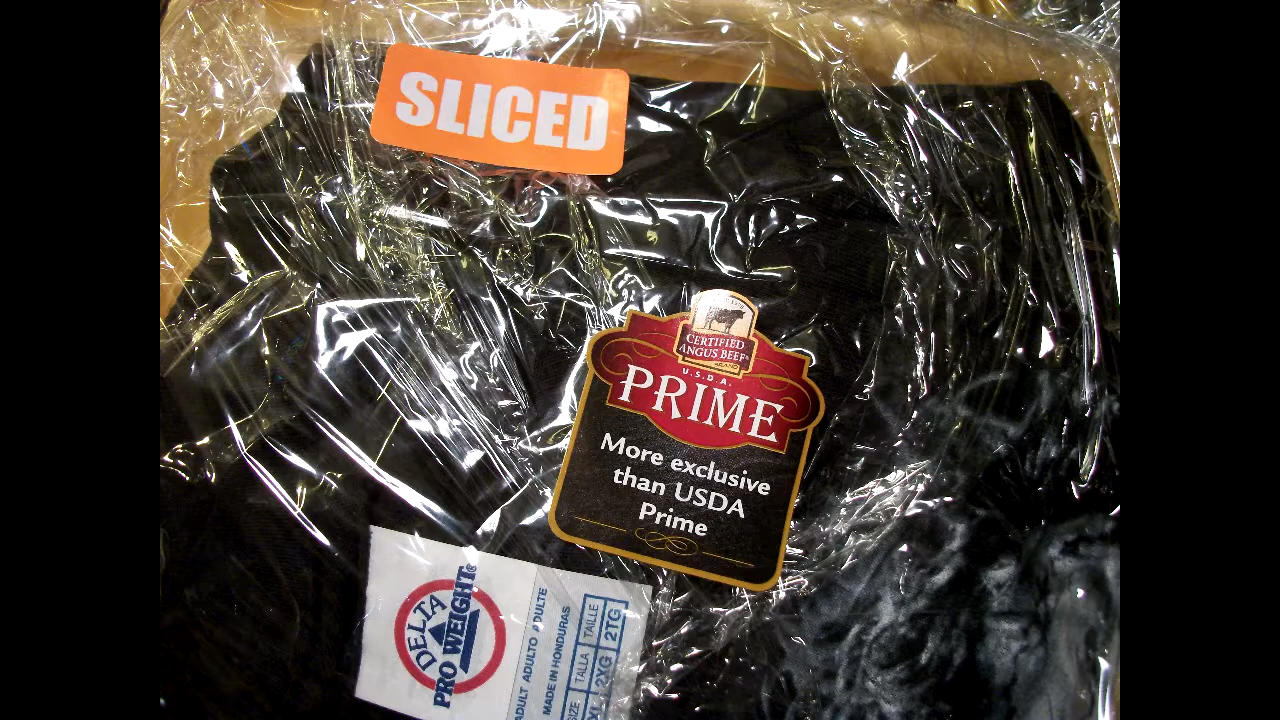 SLICED
CERTIFIED
ANGUS BEEF®
BRAND
U.S.D.A.
PRIME
More exclusive
than USDA
Prime
DELTA
PRO WEIGHT®
ADULT ADULTO ADULTE
MADE IN HONDURAS
SIZE TALLA TAILLE
2XG 2TG